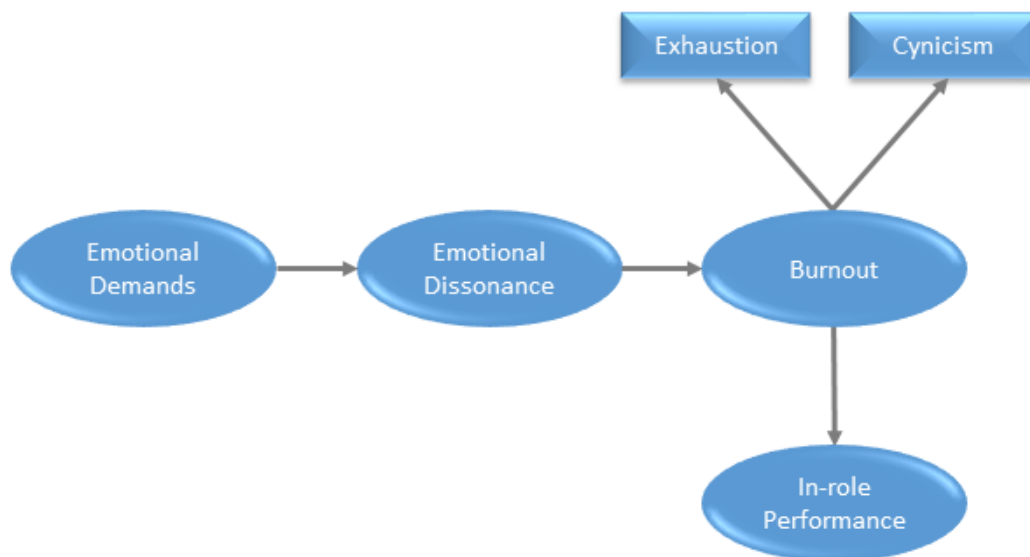 Exhaustion
Cynicism
Emotional
Demands
Emotional
Dissonance
Burnout
In-role
Performance